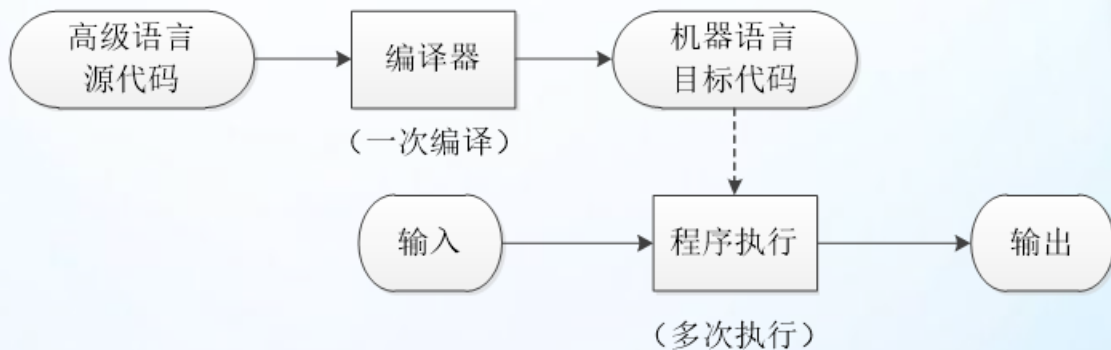 高级语言
源代码
编译器
机器语言
目标代码
（一次编译）
输入
程序执行
输出
（多次执行）